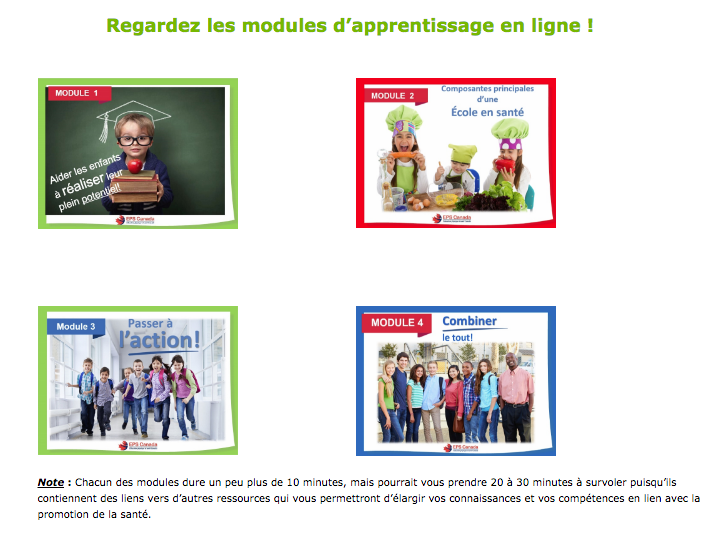 Regardez les modules d’apprentissage en ligne !
MODULE 1
Aider les enfants
à réaliser leur
plein potentiel!
EPS Canada
MODULE 2
Composantes principales
d'une
École en santé
EPS Canada
Module 3
Passer à
l'action!
EPS Canada
MODULE 4
Combiner
le tout!
EPS Canada
Note : Chacun des modules dure un peu plus de 10 minutes, mais pourrait vous prendre 20 à 30 minutes à survoler puisqu’ils
contiennent des liens vers d’autres ressources qui vous permettront d’élargir vos connaissances et vos compétences en lien avec la
promotion de la santé.